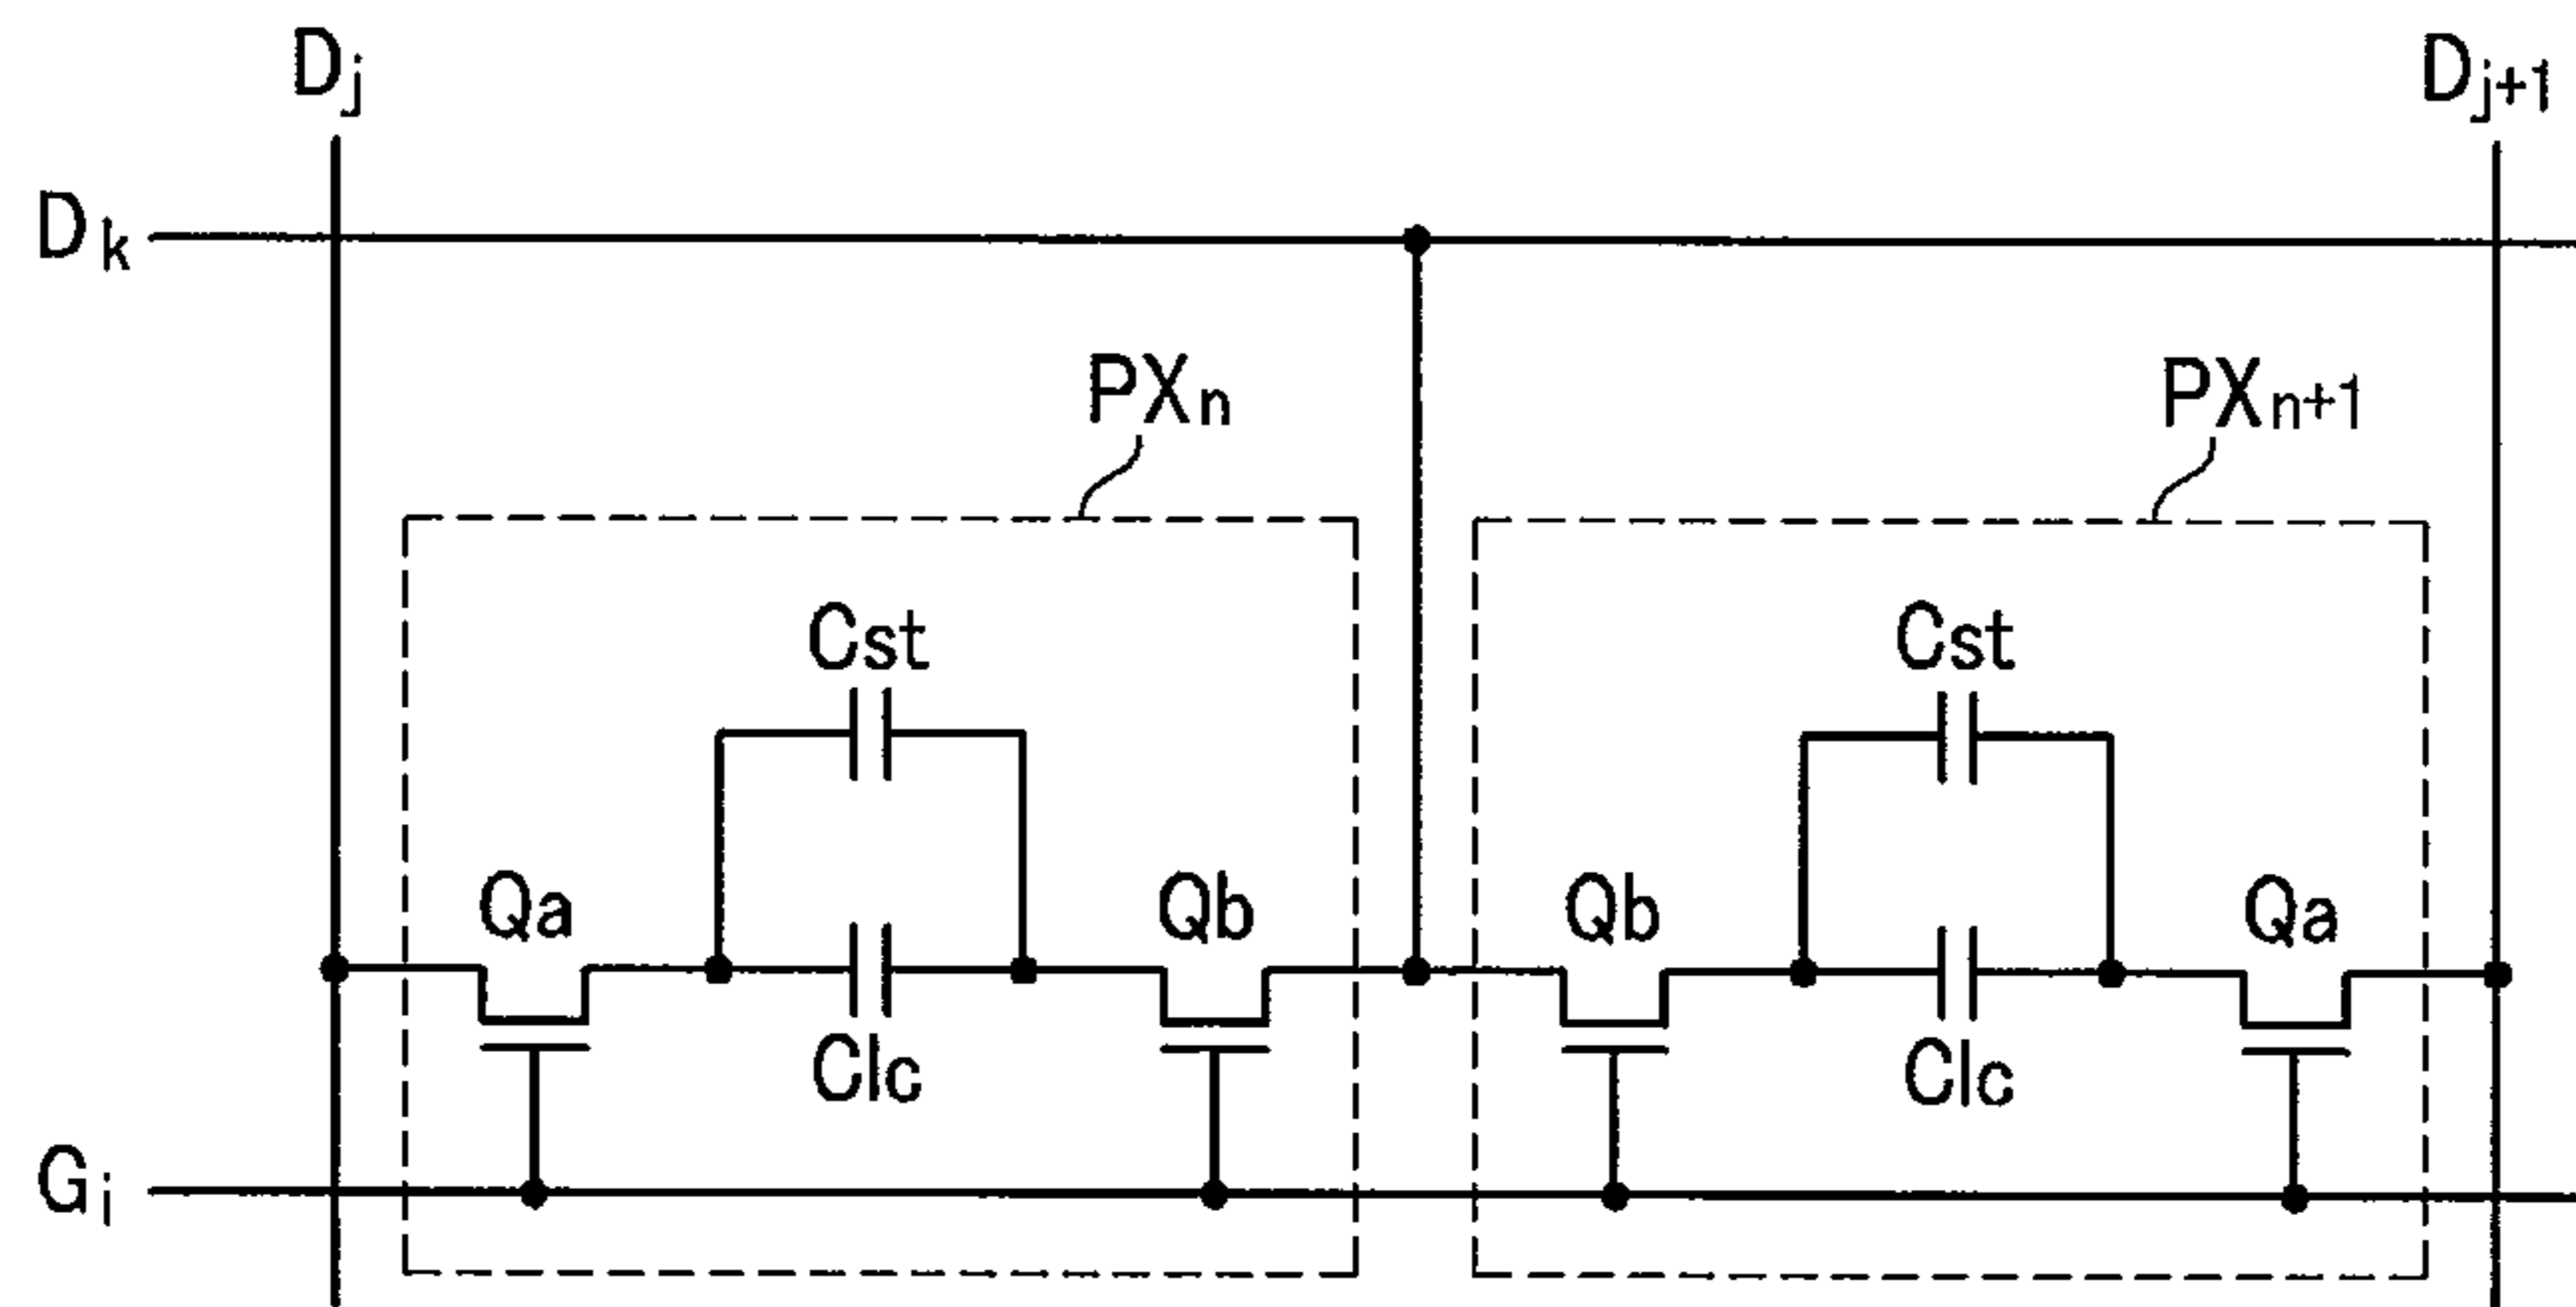 Dj
Dj+1
Dk
PXn
PXn+1
Cst
Cst
Qa
Qb
Qb
Qa
Clc
Clc
Gi